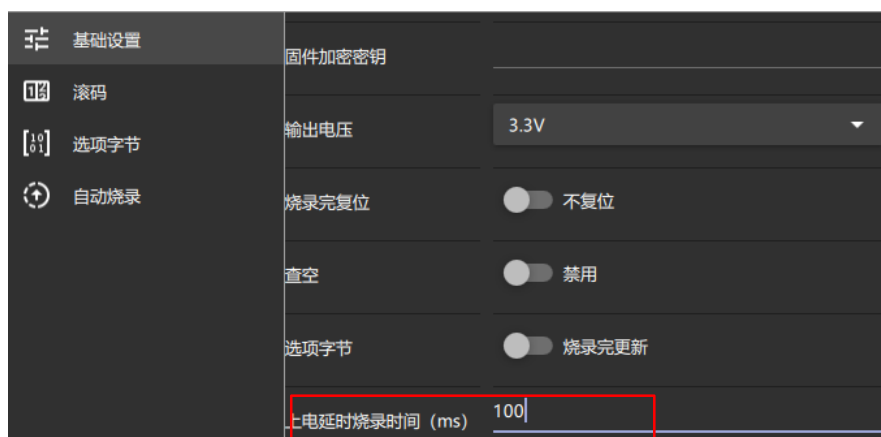 基础设置
滚码
选项字节
自动烧录
固件加密密钥
输出电压 3.3V
烧录完复位 不复位
查空 禁用
选项字节 烧录完更新
上电延时烧录时间（ms） 100